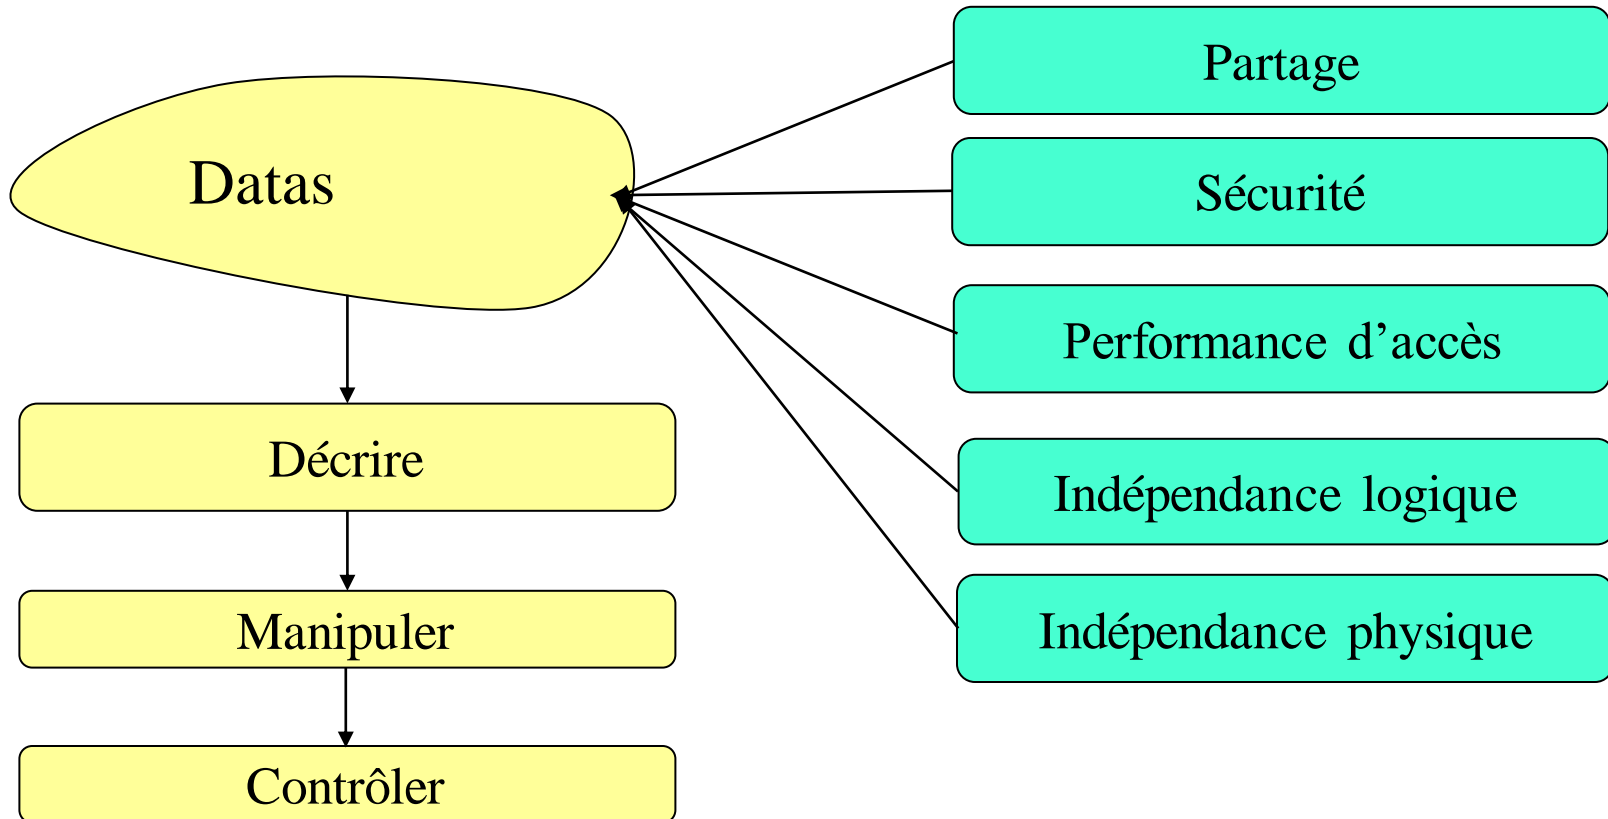 Datas
Décrire
Manipuler
Contrôler
Partage
Sécurité
Performance d’accès
Indépendance logique
Indépendance physique